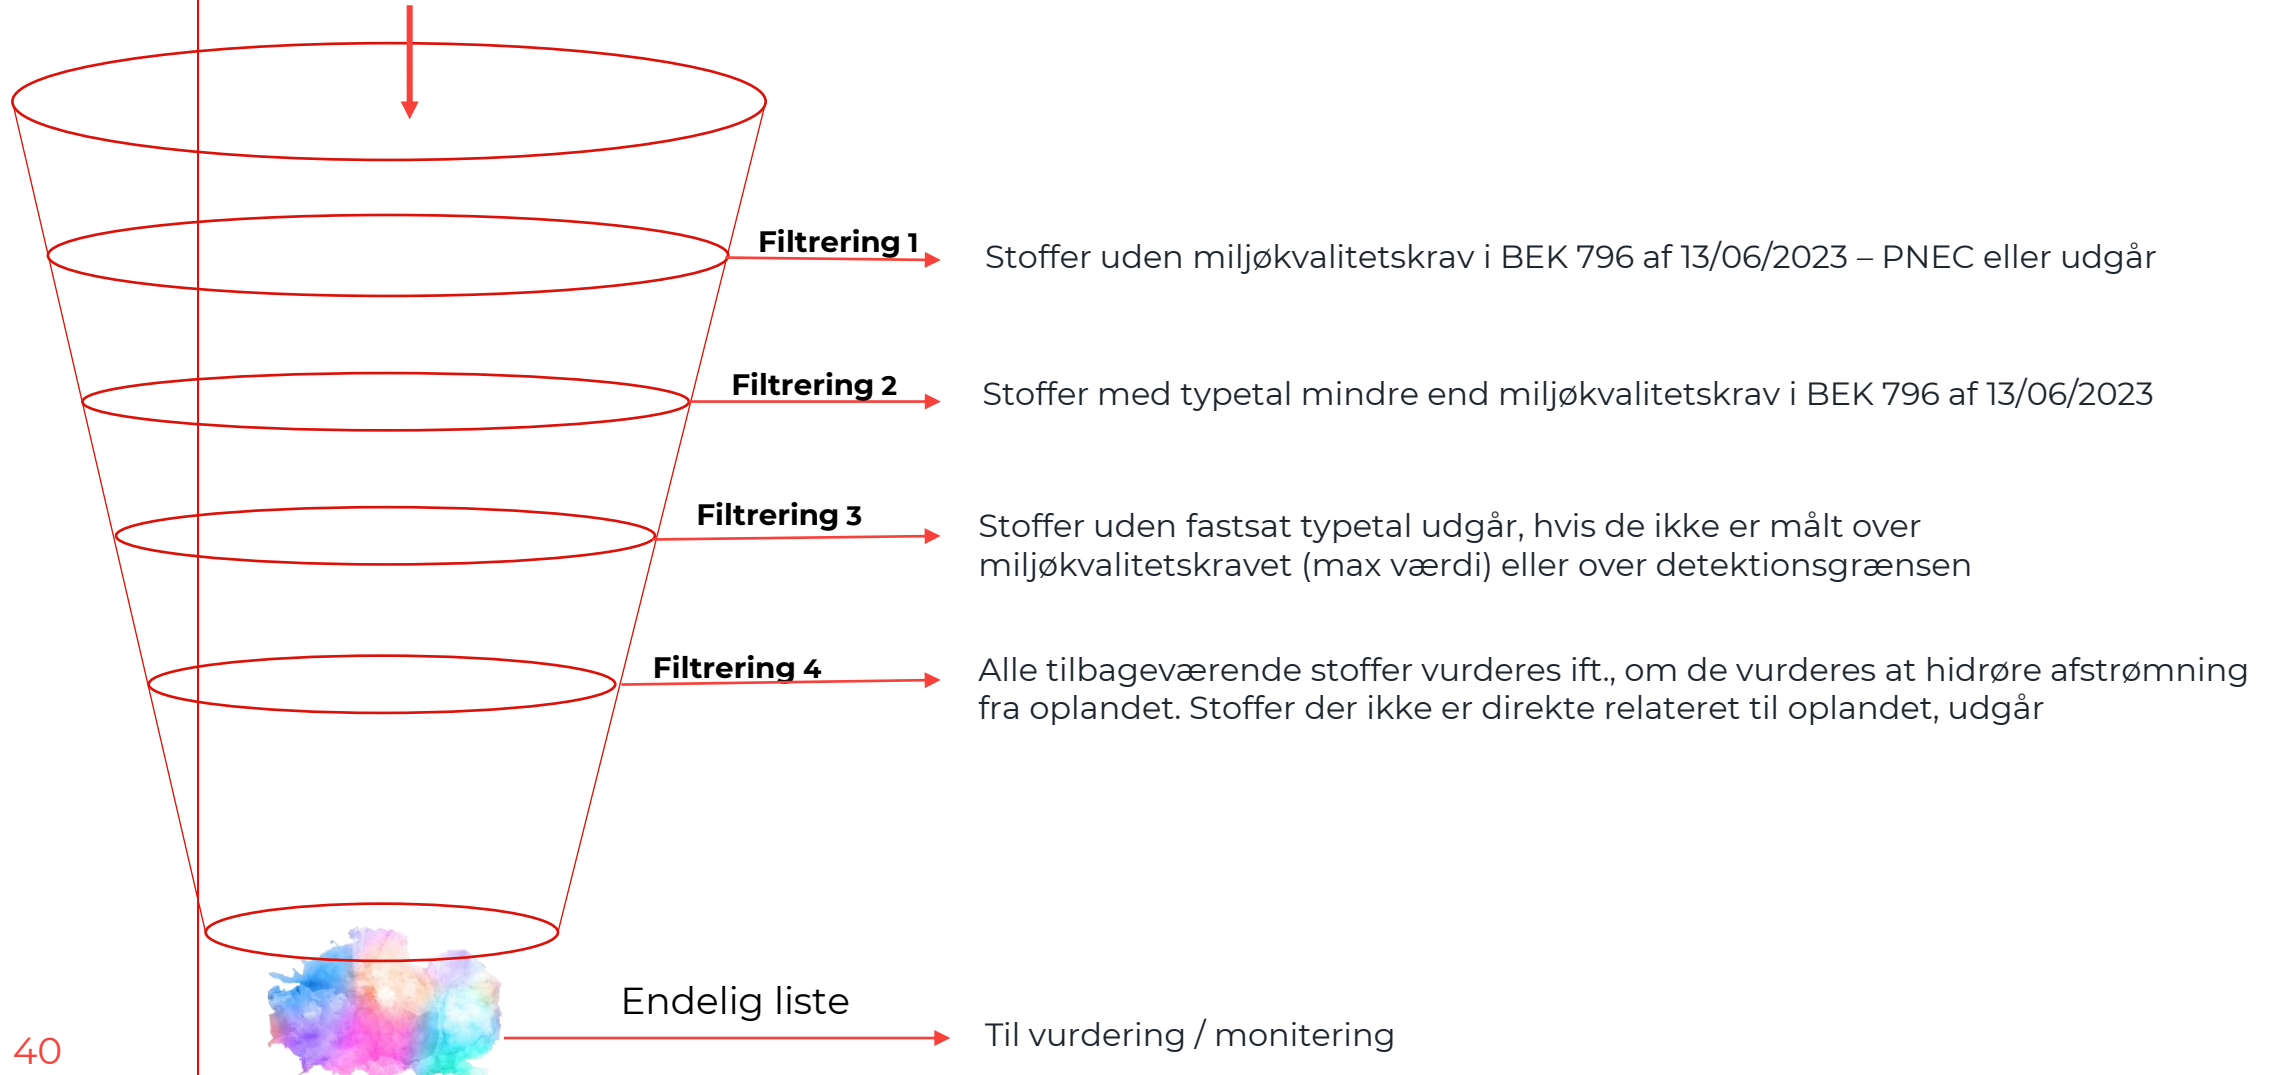 Filtrering 1
Stoffer uden miljøkvalitetskrav i BEK 796 af 13/06/2023 – PNEC eller udgår
Filtrering 2
Stoffer med typetal mindre end miljøkvalitetskrav i BEK 796 af 13/06/2023
Filtrering 3
Stoffer uden fastsat typetal udgår, hvis de ikke er målt over
miljøkvalitetskravet (max værdi) eller over detektionsgrænsen
Filtrering 4
Alle tilbageværende stoffer vurderes ift., om de vurderes at hidrøre afstrømning
fra oplandet. Stoffer der ikke er direkte relateret til oplandet, udgår
Endelig liste
Til vurdering / monitering
40